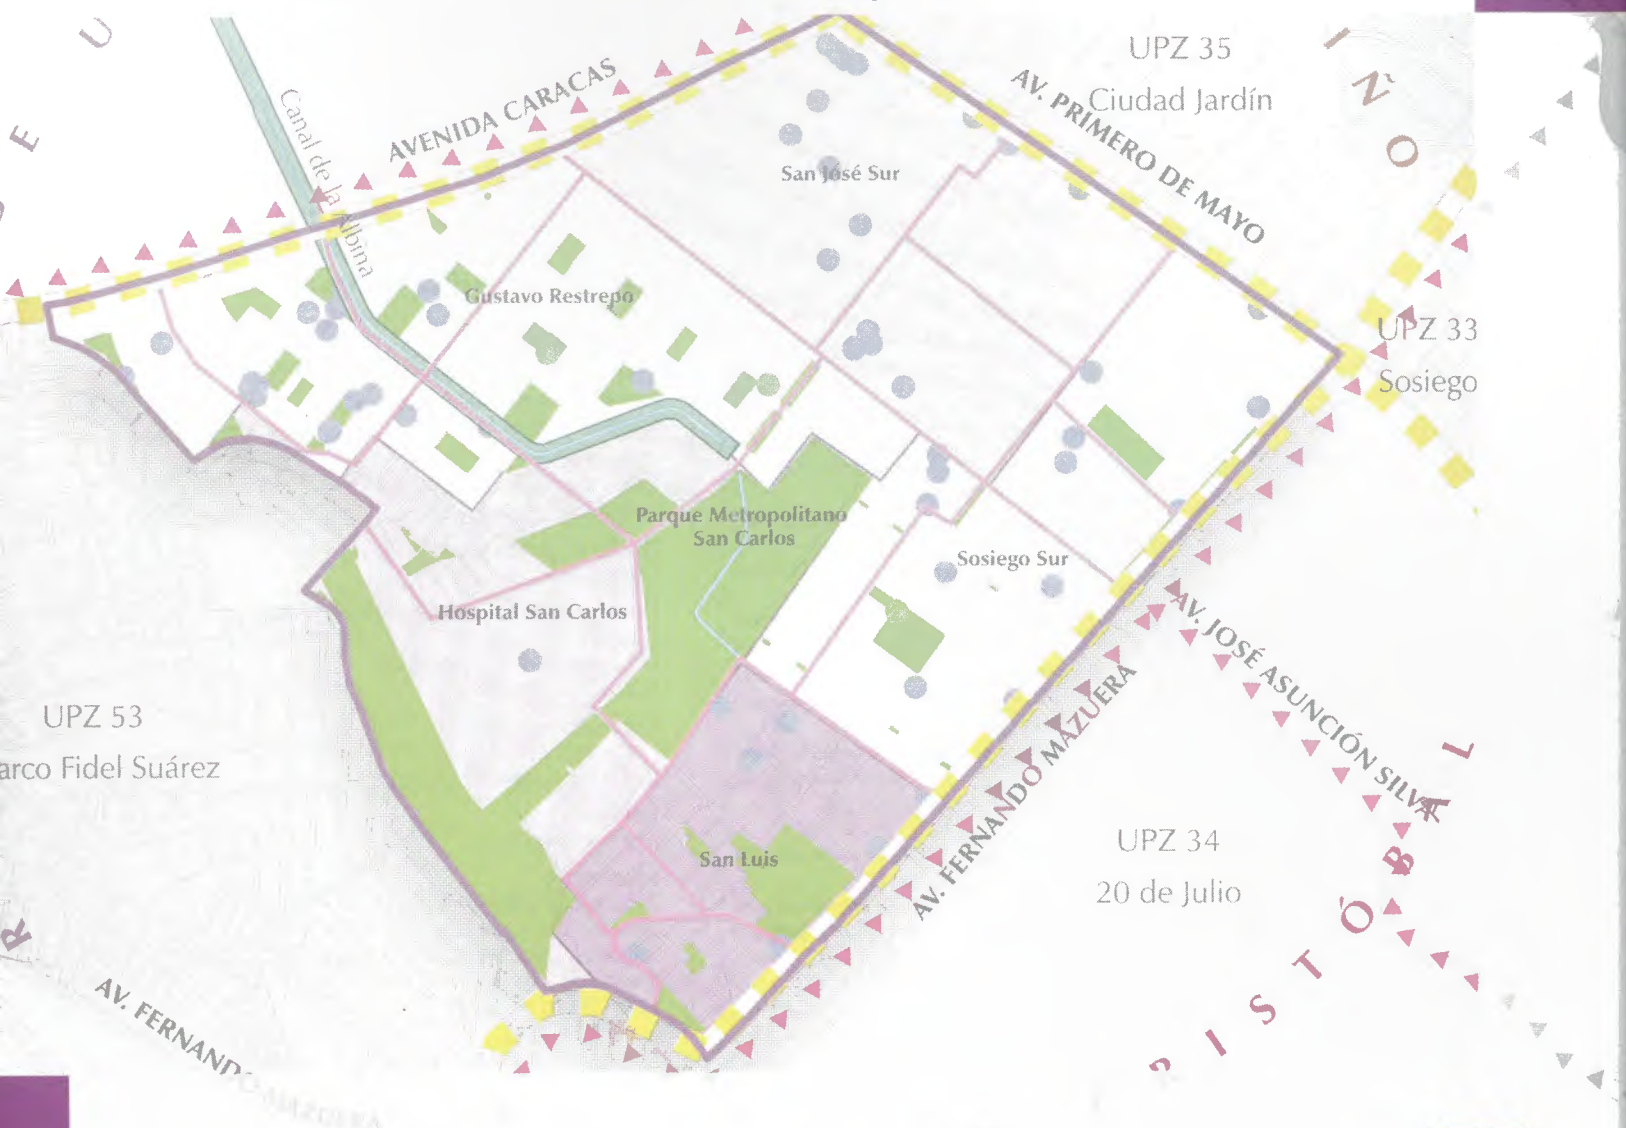 UPZ 35
Ciudad Jardín
AVENIDA CARACAS
AV. PRIMERO DE MAYO
Canal de la Albina
San José Sur
Gustavo Restrepo
UPZ 33
Sosiego
Parque Metropolitano
San Carlos
Sosiego Sur
Hospital San Carlos
AV. JOSÉ ASUNCIÓN SILVA
AV. FERNANDO MAZUERA
UPZ 53
arco Fidel Suárez
San Luis
UPZ 34
20 de Julio
AV. FERNANDO MAZUERA
U
E
R
I Ñ O
R I S T Ó B A L